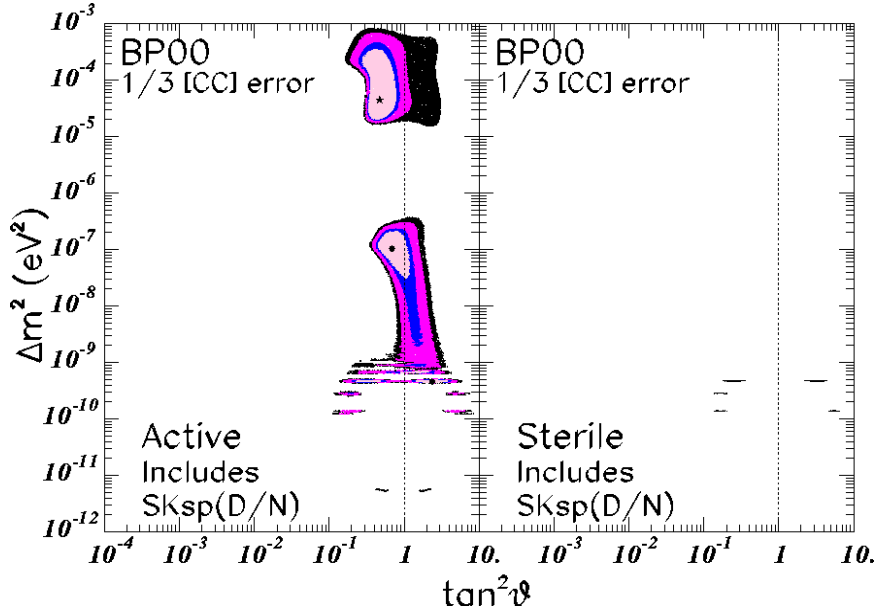 BP00
1/3 [CC] error
BP00
1/3 [CC] error
10⁻³
10⁻⁴
10⁻⁵
10⁻⁶
10⁻⁷
10⁻⁸
10⁻⁹
10⁻¹⁰
10⁻¹¹
10⁻¹²
Δm² (eV²)
Active
Includes
SKsp(D/N)
Sterile
Includes
SKsp(D/N)
10⁻⁴ 10⁻³ 10⁻² 10⁻¹ 1 10. 10⁻³ 10⁻² 10⁻¹ 1 10.
tan²ϑ